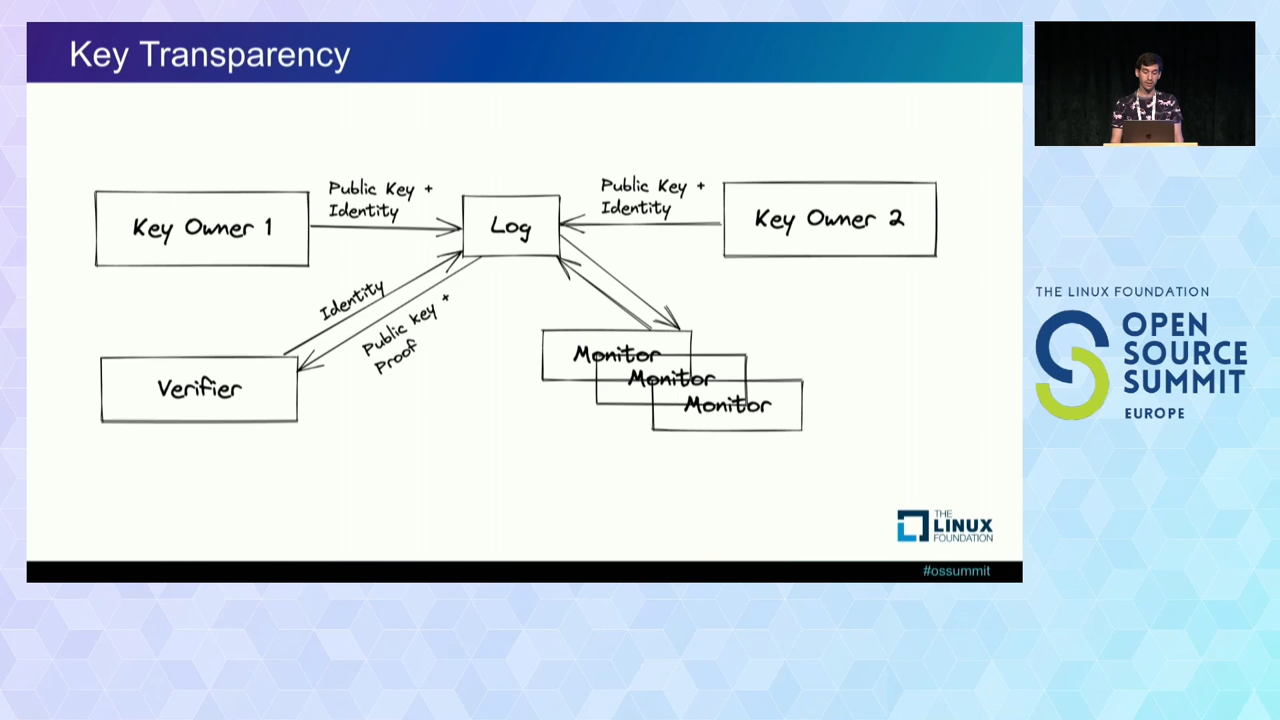 Key Transparency
Public Key +
Identity
Public Key +
Identity
Key Owner 1
Log
Key Owner 2
Identity
Public Key +
Proof
Verifier
Monitor
Monitor
Monitor
THE
LINUX
FOUNDATION
#ossummit
THE LINUX FOUNDATION
OPEN
SOURCE
SUMMIT
EUROPE